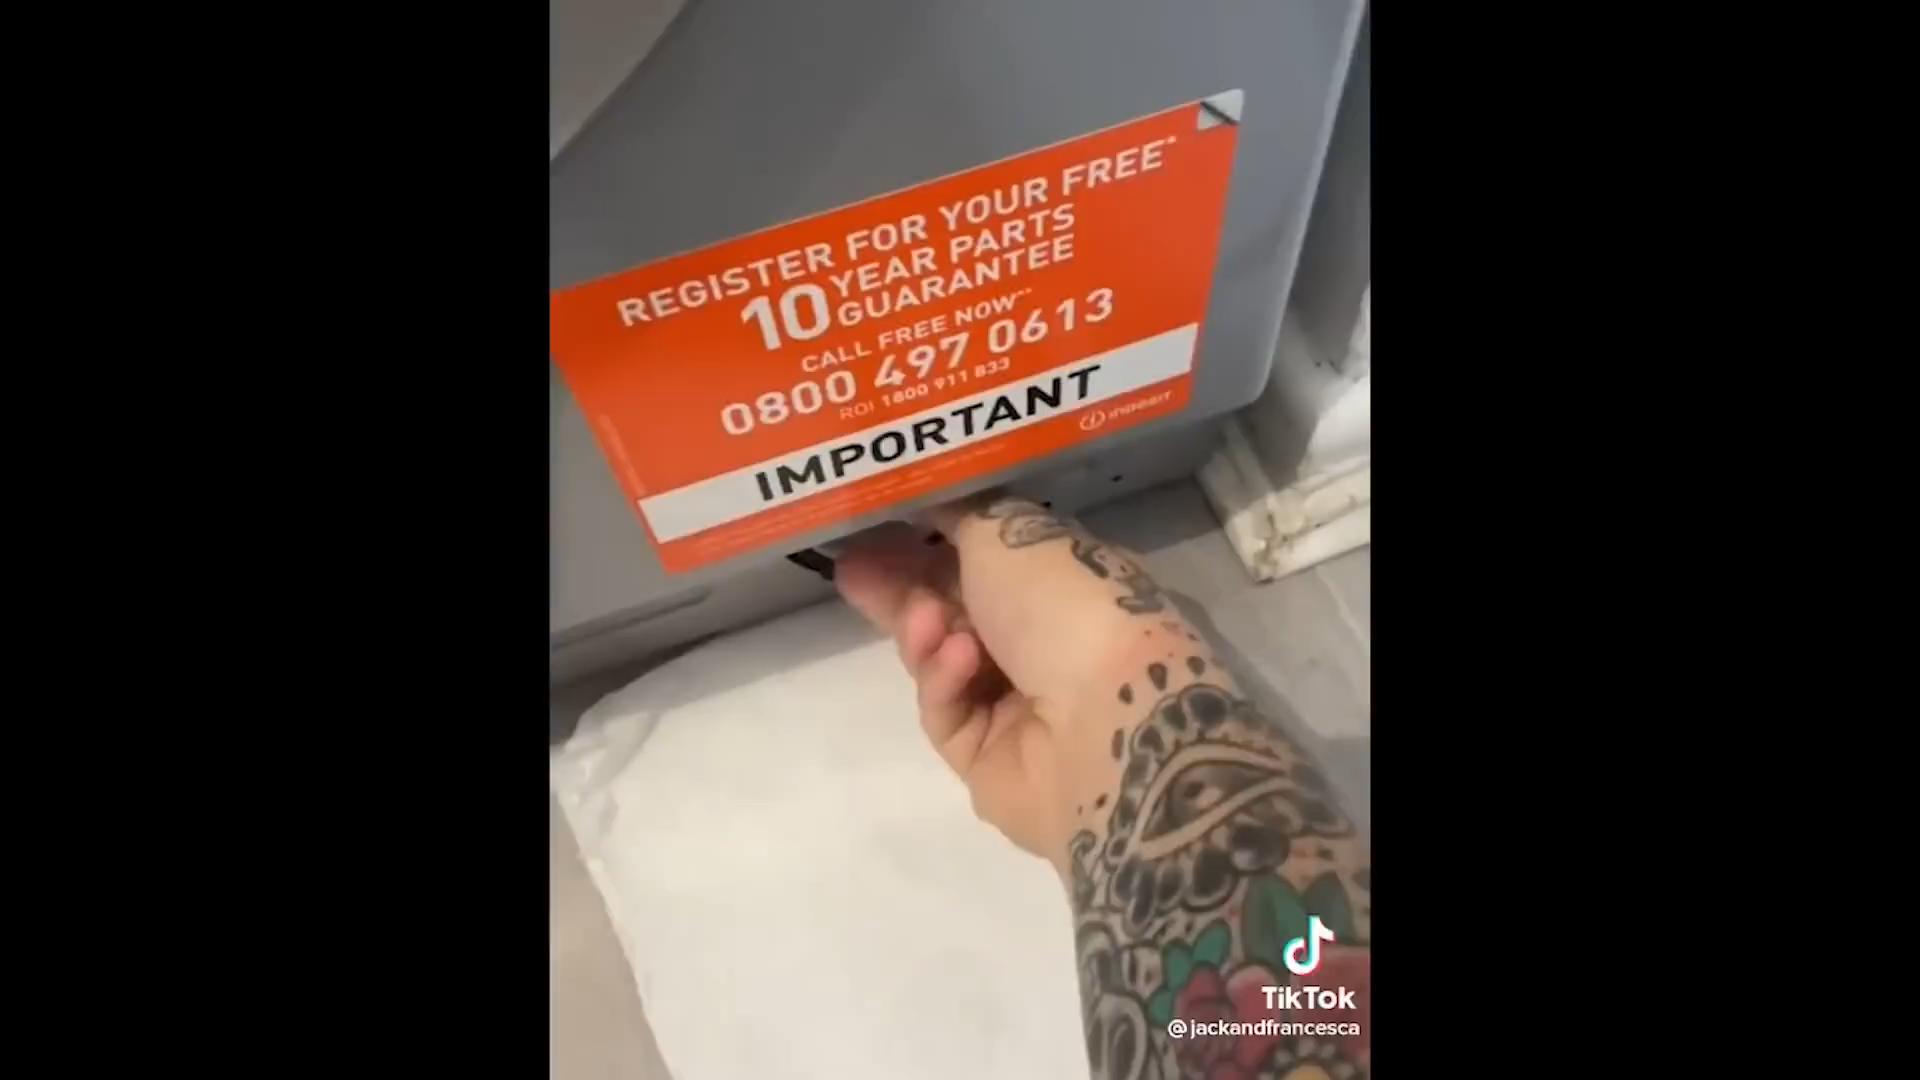 REGISTER FOR YOUR FREE*
10 YEAR PARTS
GUARANTEE
CALL FREE NOW**
0800 497 0613
ROI 1800 911 833
IMPORTANT
indesit
TikTok
@jackandfrancesca